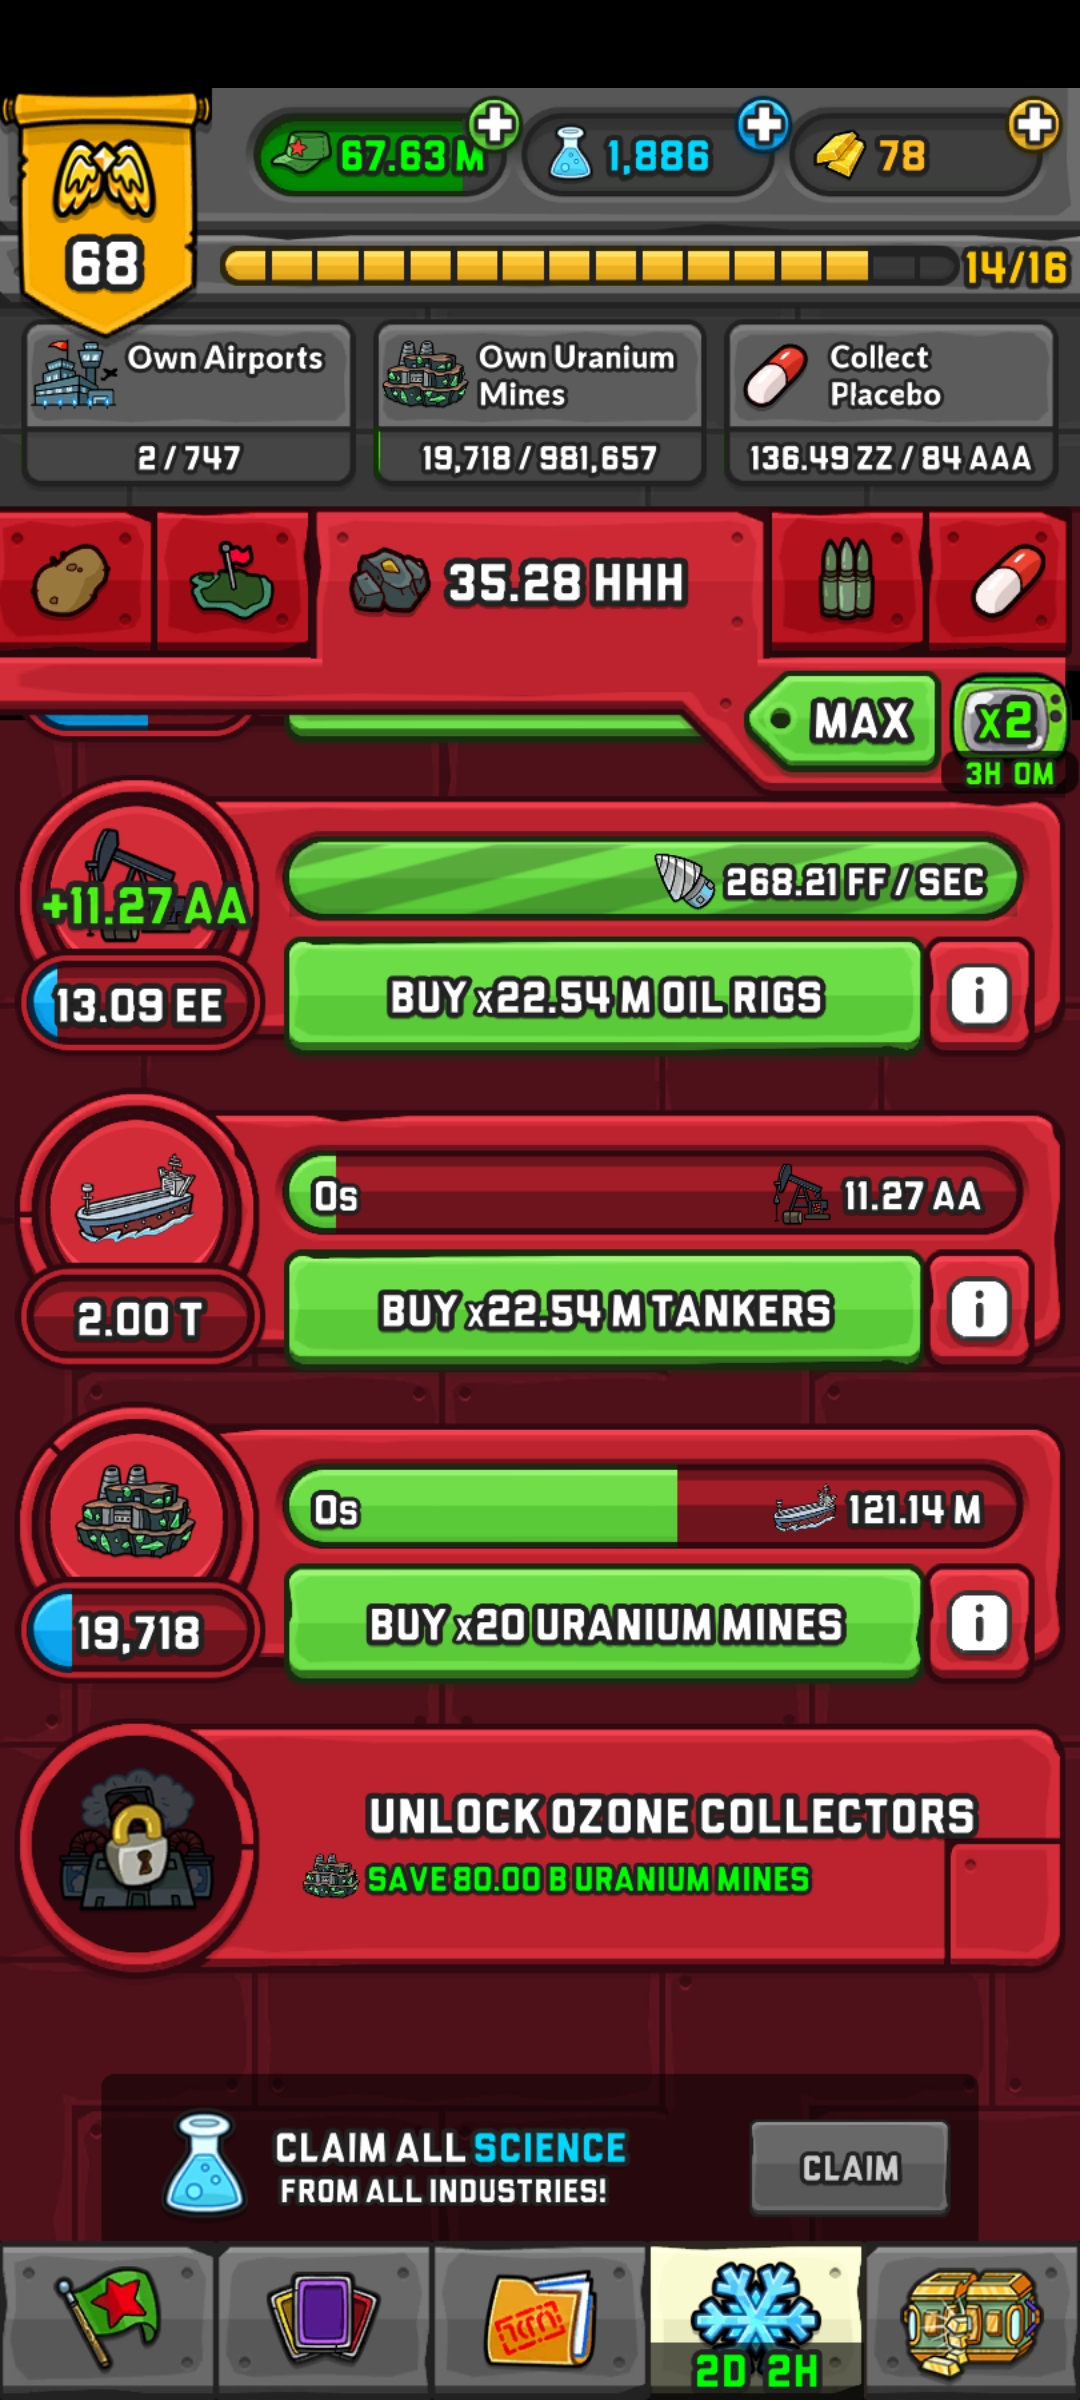 67.63 M
1,886
78
68
14/16
Own Airports
2 / 747
Own Uranium
Mines
19,718 / 981,657
Collect
Placebo
136.49 ZZ / 84 AAA
35.28 HHH
MAX
x2
3H 0M
+11.27 AA
268.21 FF / SEC
13.09 EE
BUY x22.54 M OIL RIGS
i
0s
11.27 AA
2.00 T
BUY x22.54 M TANKERS
i
0s
121.14 M
19,718
BUY x20 URANIUM MINES
i
UNLOCK OZONE COLLECTORS
SAVE 80.00 B URANIUM MINES
CLAIM ALL SCIENCE
FROM ALL INDUSTRIES!
CLAIM
2D 2H